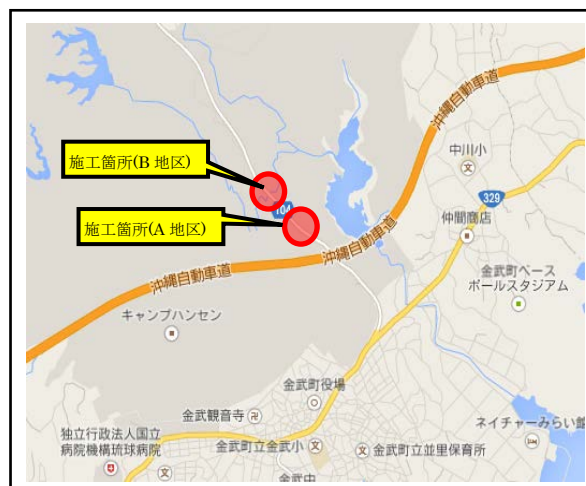 沖縄自動車道
中川小
文
施工箇所(B 地区)
329
104
仲間商店
施工箇所(A 地区)
沖縄自動車道
金武町ベース
ボールスタジアム
沖縄自動車道
キャンプハンセン
金武町役場
金武観音寺
卍
ネイチャーみらい館
独立行政法人国立
病院機構琉球病院
金武町立金武小
文
文
金武町立並里保育所
文
金武中